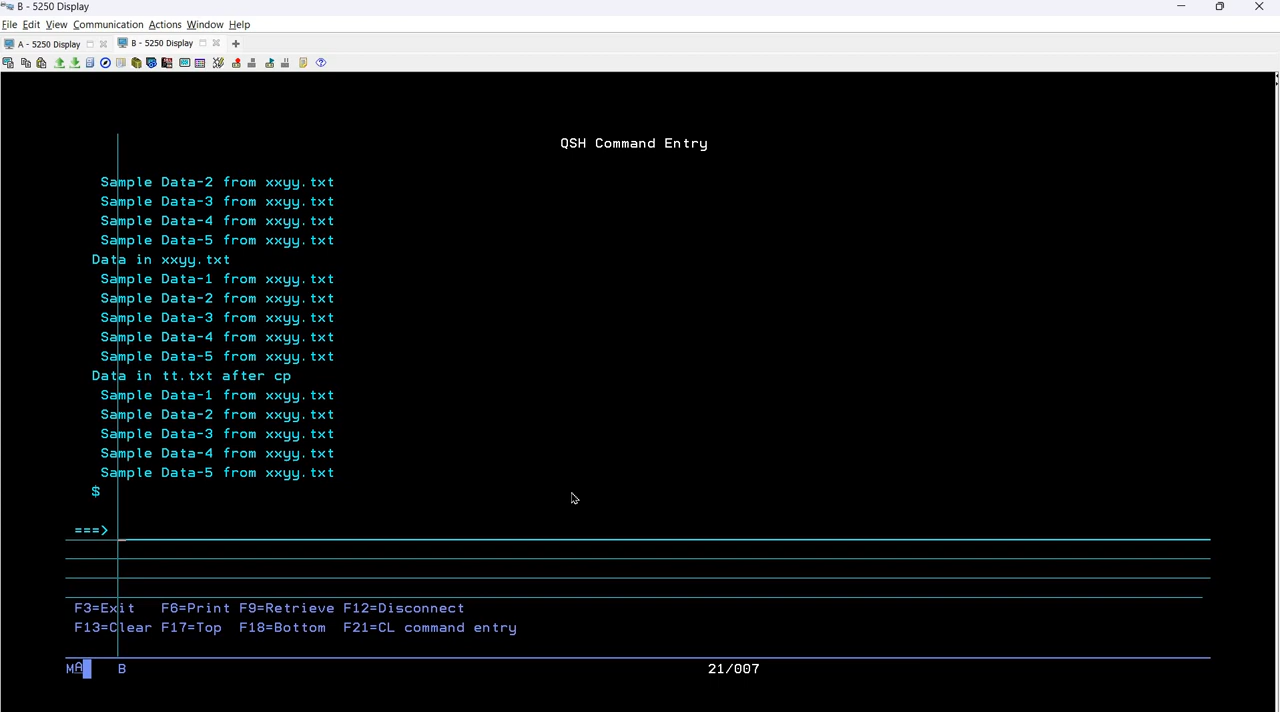 B - 5250 Display
File Edit View Communication Actions Window Help
A - 5250 Display B - 5250 Display
QSH Command Entry
Sample Data-2 from xxyy.txt
Sample Data-3 from xxyy.txt
Sample Data-4 from xxyy.txt
Sample Data-5 from xxyy.txt
Data in xxyy.txt
Sample Data-1 from xxyy.txt
Sample Data-2 from xxyy.txt
Sample Data-3 from xxyy.txt
Sample Data-4 from xxyy.txt
Sample Data-5 from xxyy.txt
Data in tt.txt after cp
Sample Data-1 from xxyy.txt
Sample Data-2 from xxyy.txt
Sample Data-3 from xxyy.txt
Sample Data-4 from xxyy.txt
Sample Data-5 from xxyy.txt
$
===>
F3=Exit F6=Print F9=Retrieve F12=Disconnect
F13=Clear F17=Top F18=Bottom F21=CL command entry
MA B 21/007